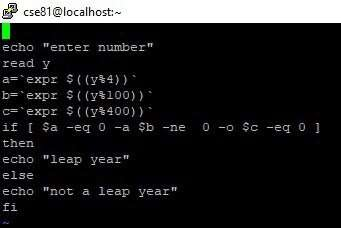 cse81@localhost:~
echo "enter number"
read y
a=`expr $((y%4))`
b=`expr $((y%100))`
c=`expr $((y%400))`
if [ $a -eq 0 -a $b -ne  0 -o $c -eq 0 ]
then
echo "leap year"
else
echo "not a leap year"
fi
~